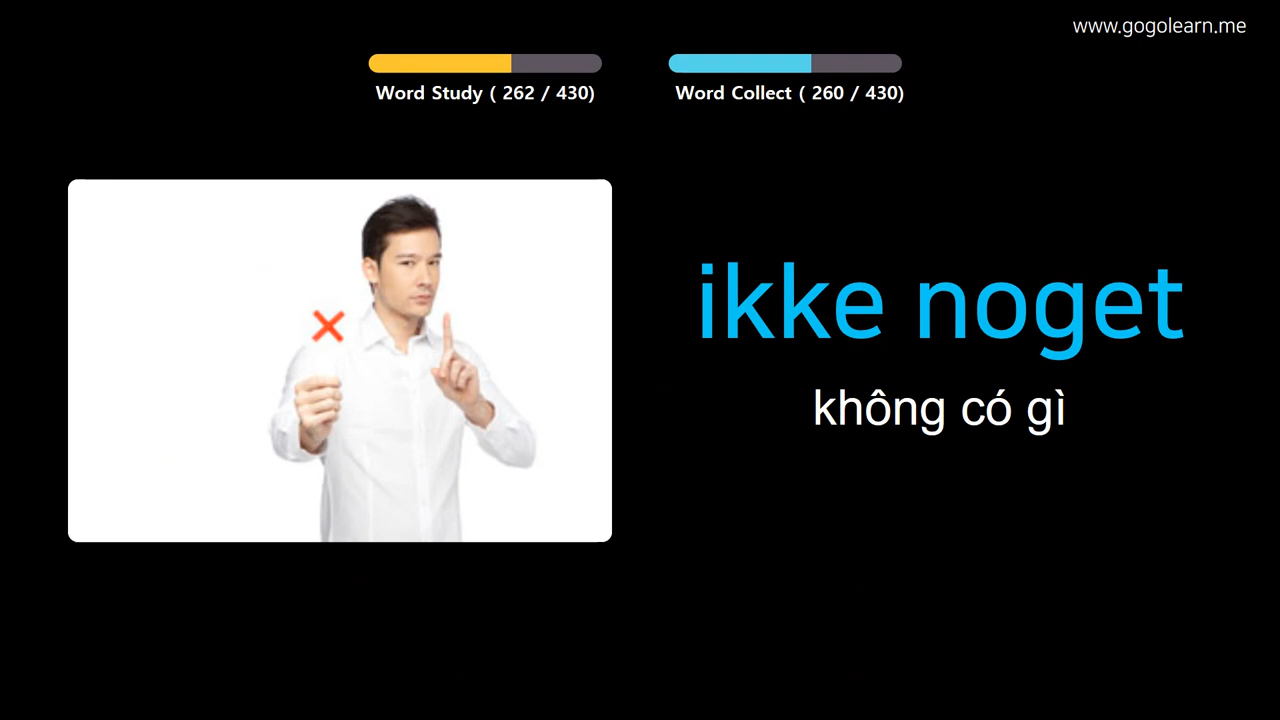 www.gogolearn.me
Word Study ( 262 / 430)
Word Collect ( 260 / 430)
ikke noget
không có gì